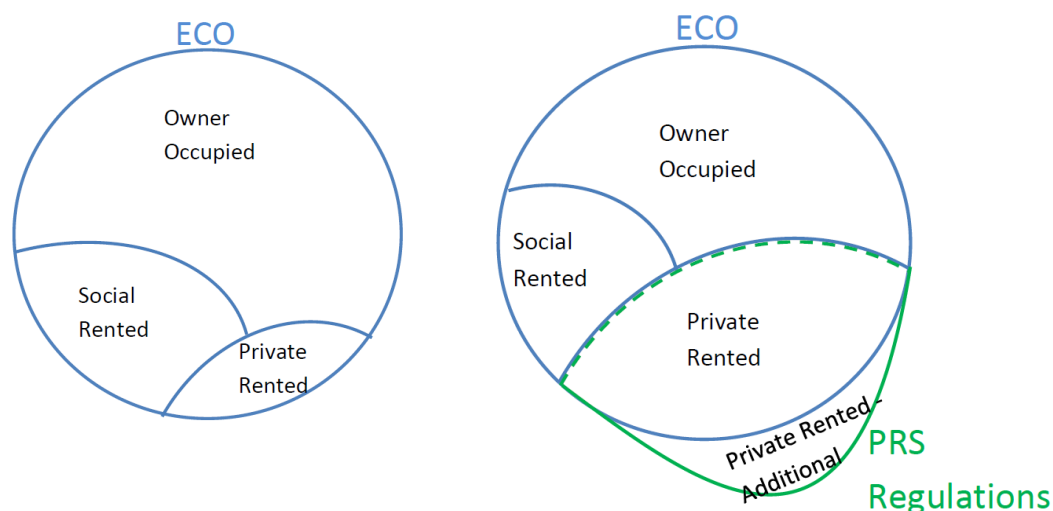 ECO
Owner
Occupied
Social
Rented
Private
Rented
ECO
Owner
Occupied
Social
Rented
Private
Rented
Private Rented -
Additional
PRS
Regulations